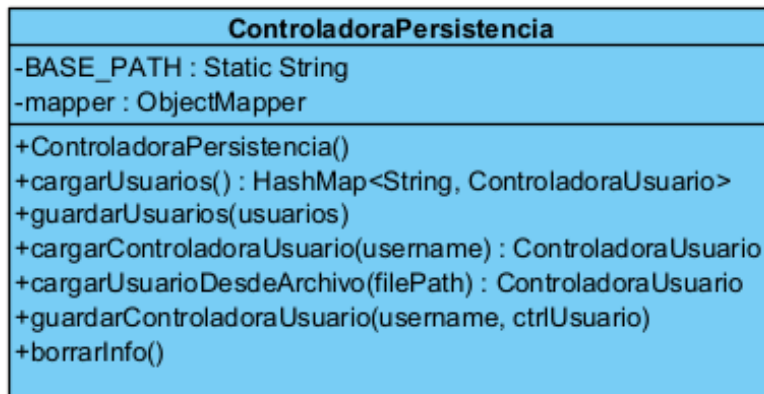 ControladoraPersistencia
-BASE_PATH : Static String
-mapper : ObjectMapper
+ControladoraPersistencia()
+cargarUsuarios() : HashMap<String, ControladoraUsuario>
+guardarUsuarios(usuarios)
+cargarControladoraUsuario(username) : ControladoraUsuario
+cargarUsuarioDesdeArchivo(filePath) : ControladoraUsuario
+guardarControladoraUsuario(username, ctrlUsuario)
+borrarInfo()